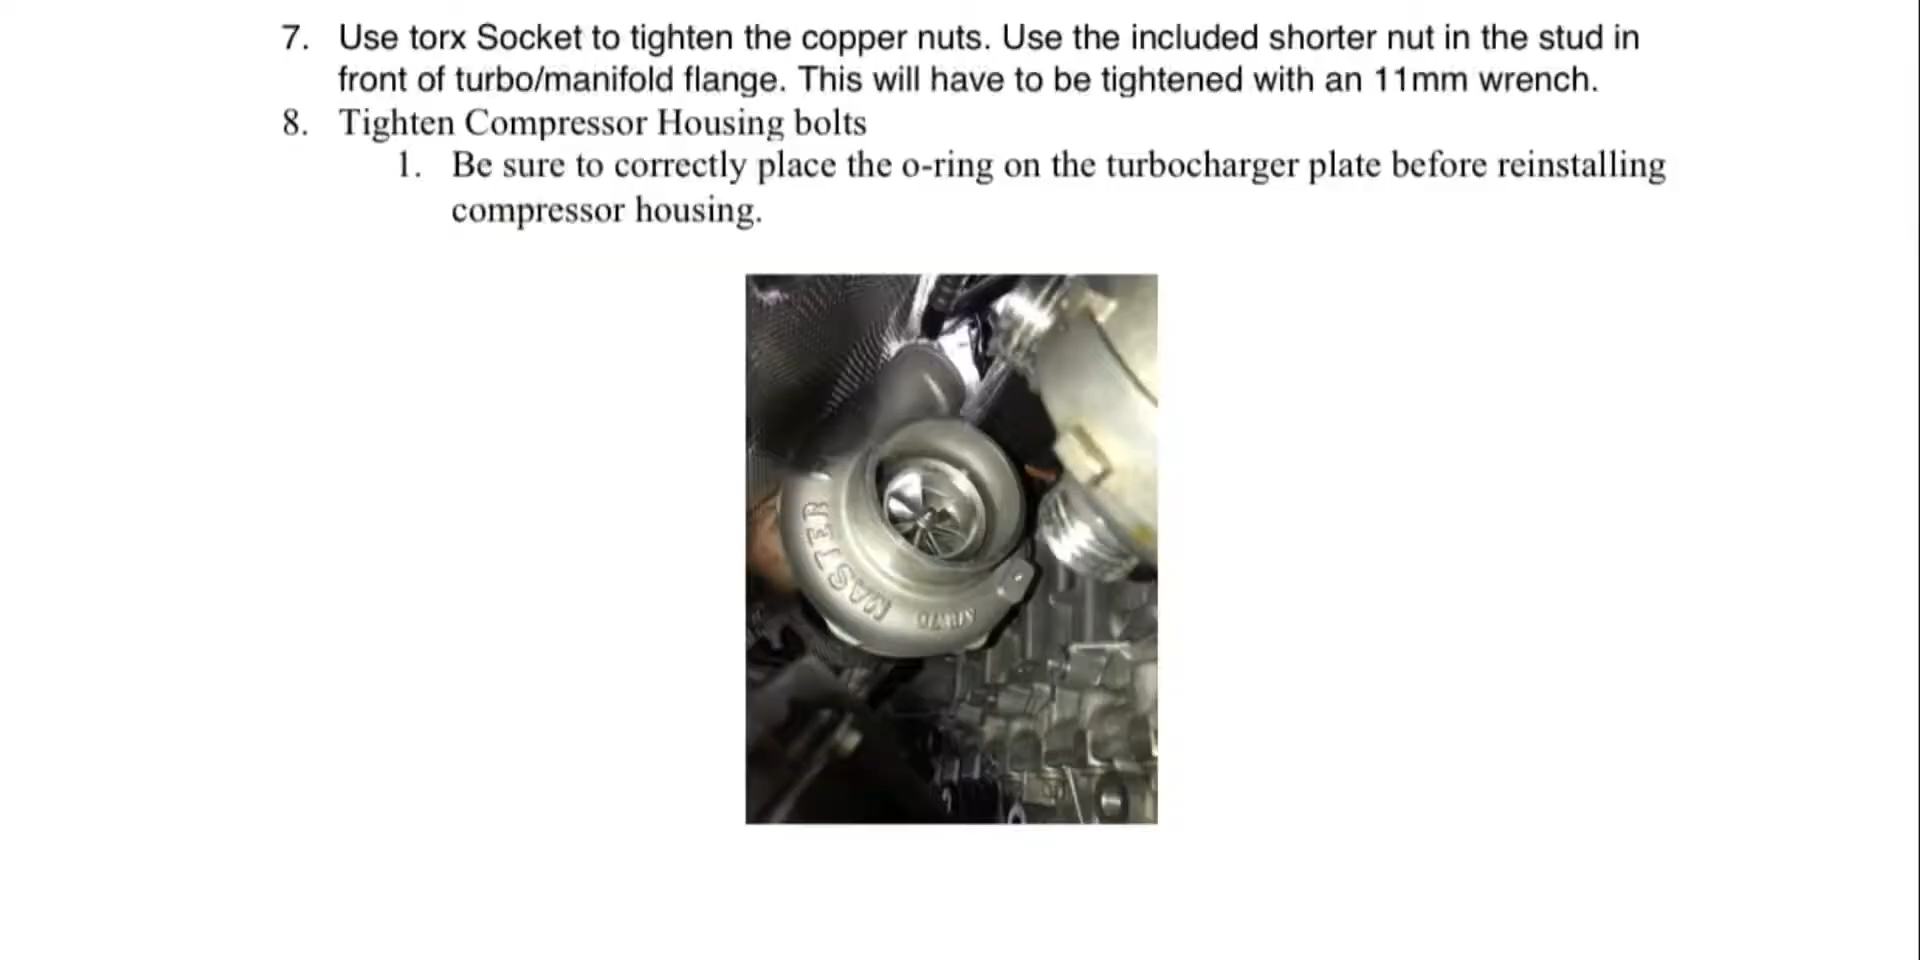 7. Use torx Socket to tighten the copper nuts. Use the included shorter nut in the stud in
front of turbo/manifold flange. This will have to be tightened with an 11mm wrench.
8. Tighten Compressor Housing bolts
1. Be sure to correctly place the o-ring on the turbocharger plate before reinstalling
compressor housing.
MASTER